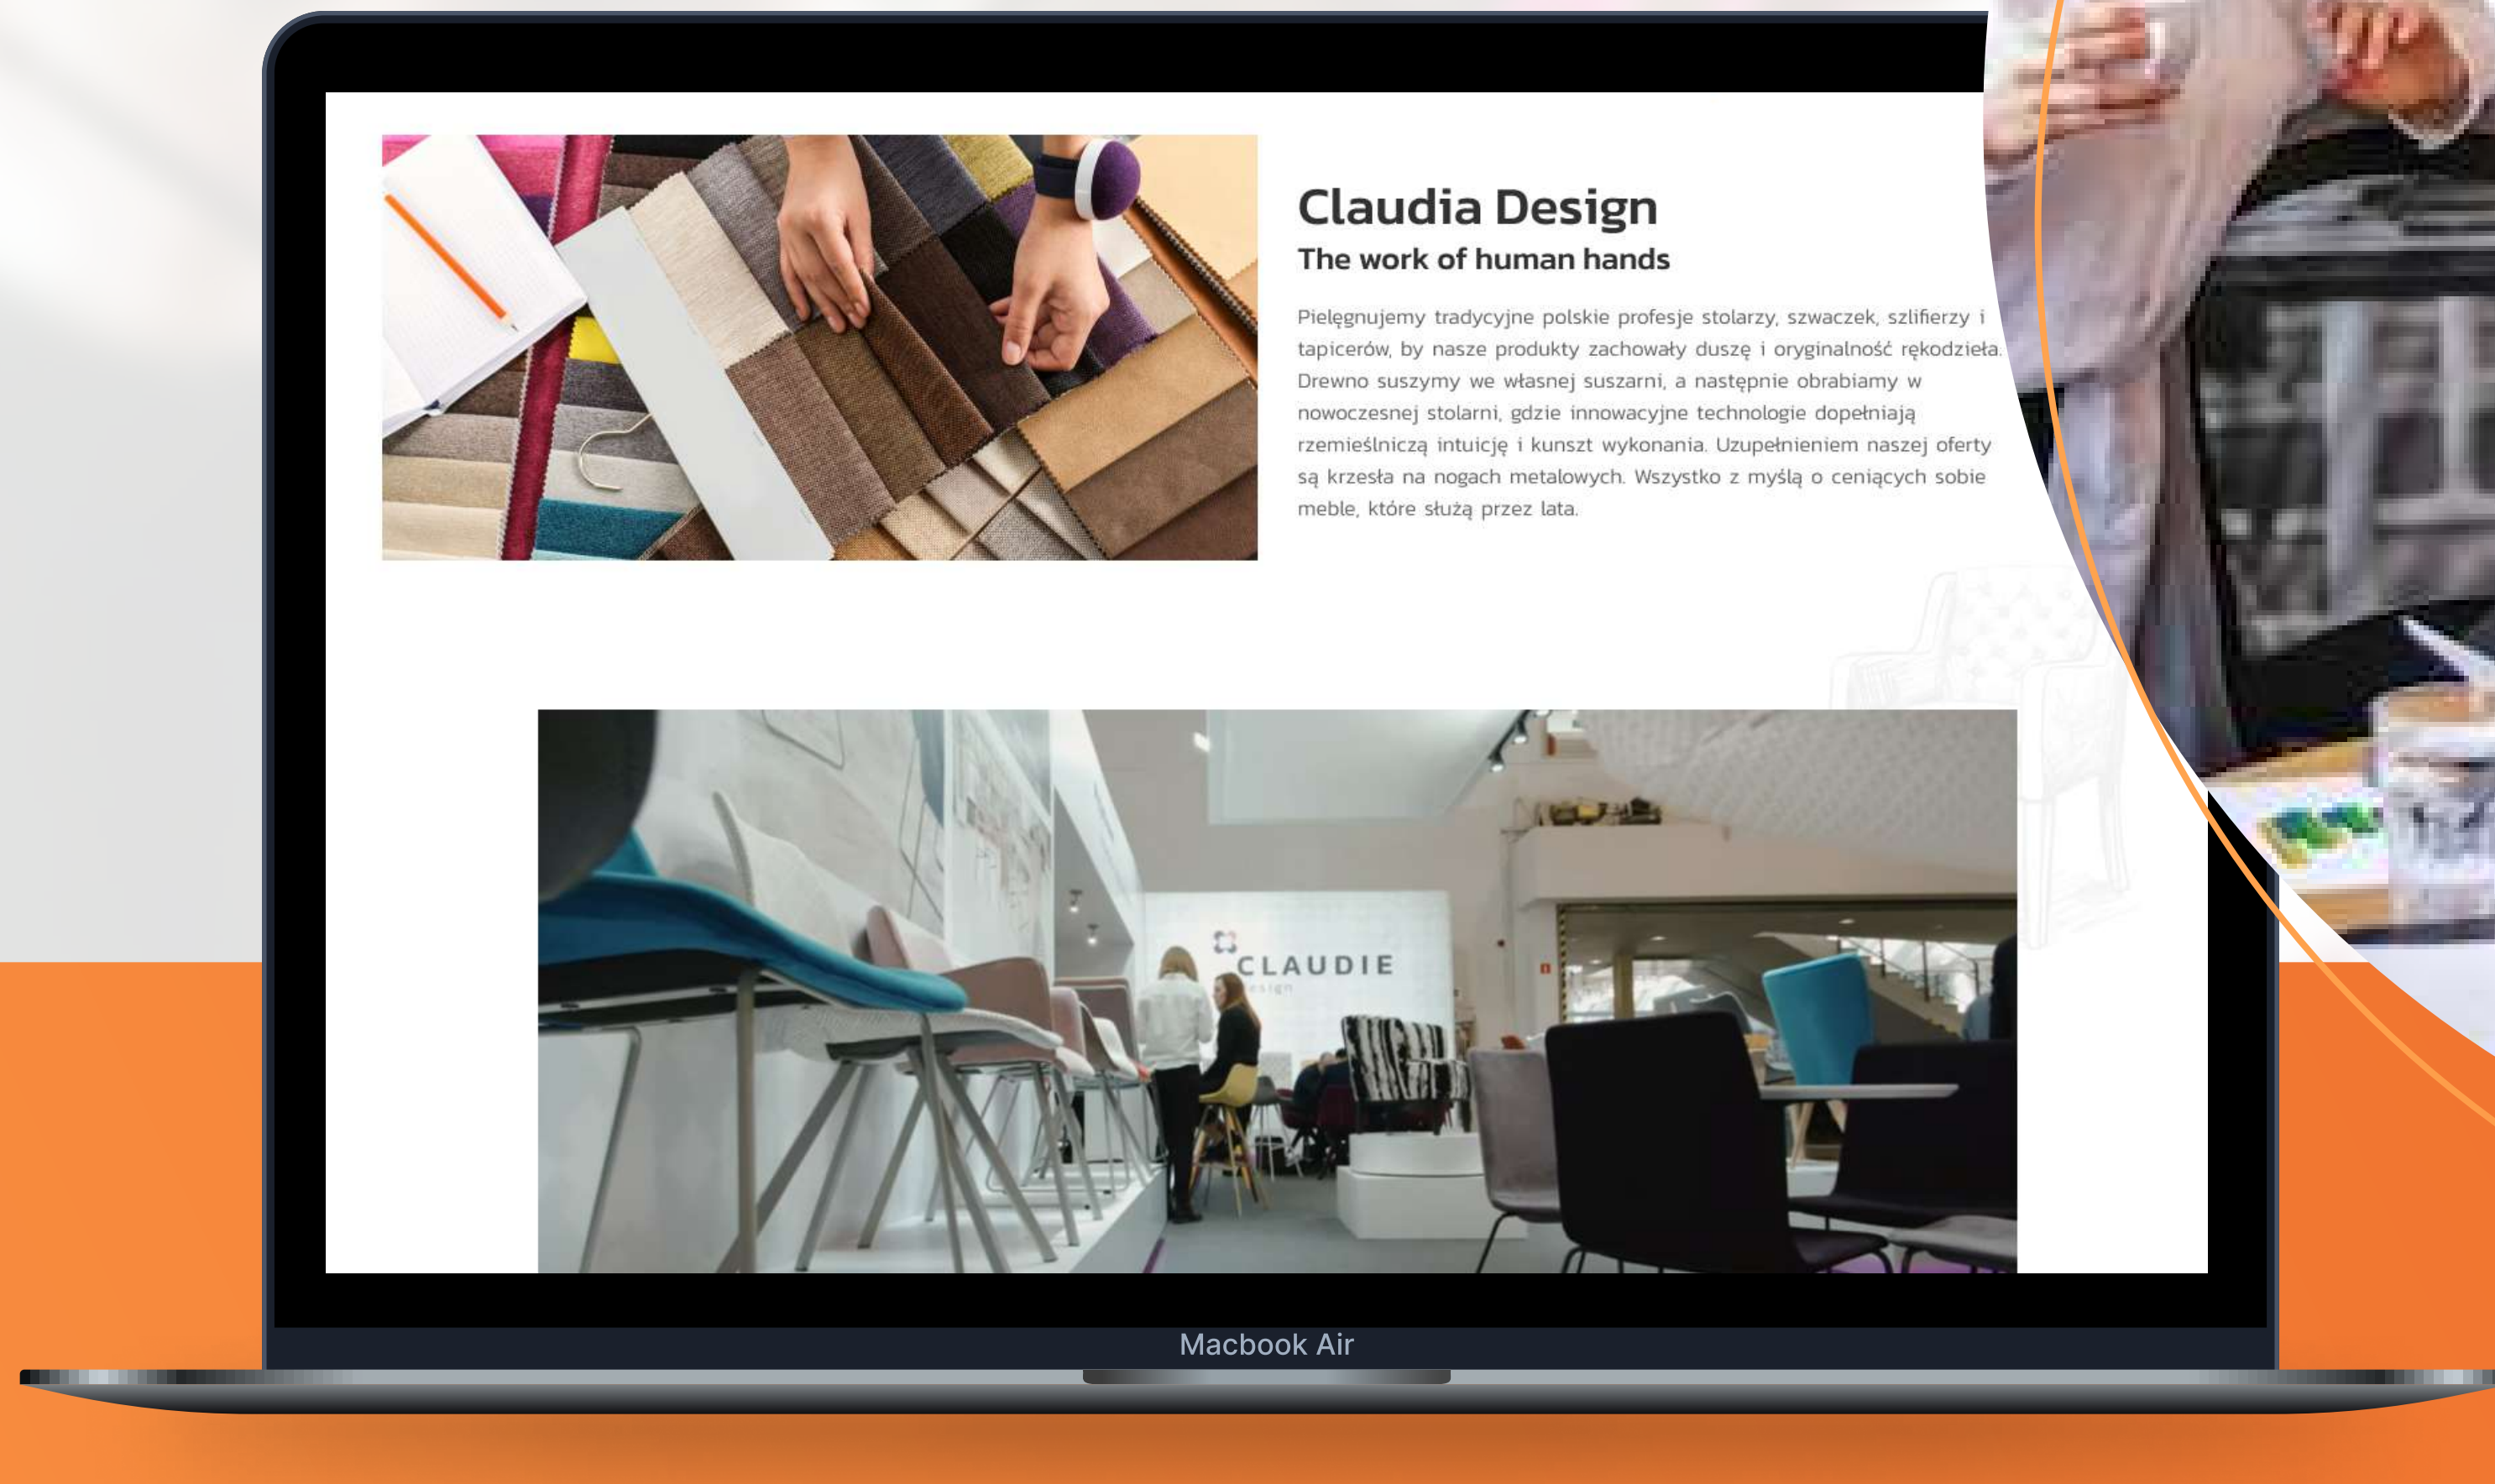 Claudia Design
The work of human hands
Pielęgnujemy tradycyjne polskie profesje stolarzy, szwaczek, szlifierzy i
tapicerów, by nasze produkty zachowały duszę i oryginalność rękodzieła.
Drewno suszymy we własnej suszarni, a następnie obrabiamy w
nowoczesnej stolarni, gdzie innowacyjne technologie dopełniają
rzemieślniczą intuicję i kunszt wykonania. Uzupełnieniem naszej oferty
są krzesła na nogach metalowych. Wszystko z myślą o ceniących sobie
meble, które służą przez lata.
CLAUDIE
esign
Macbook Air